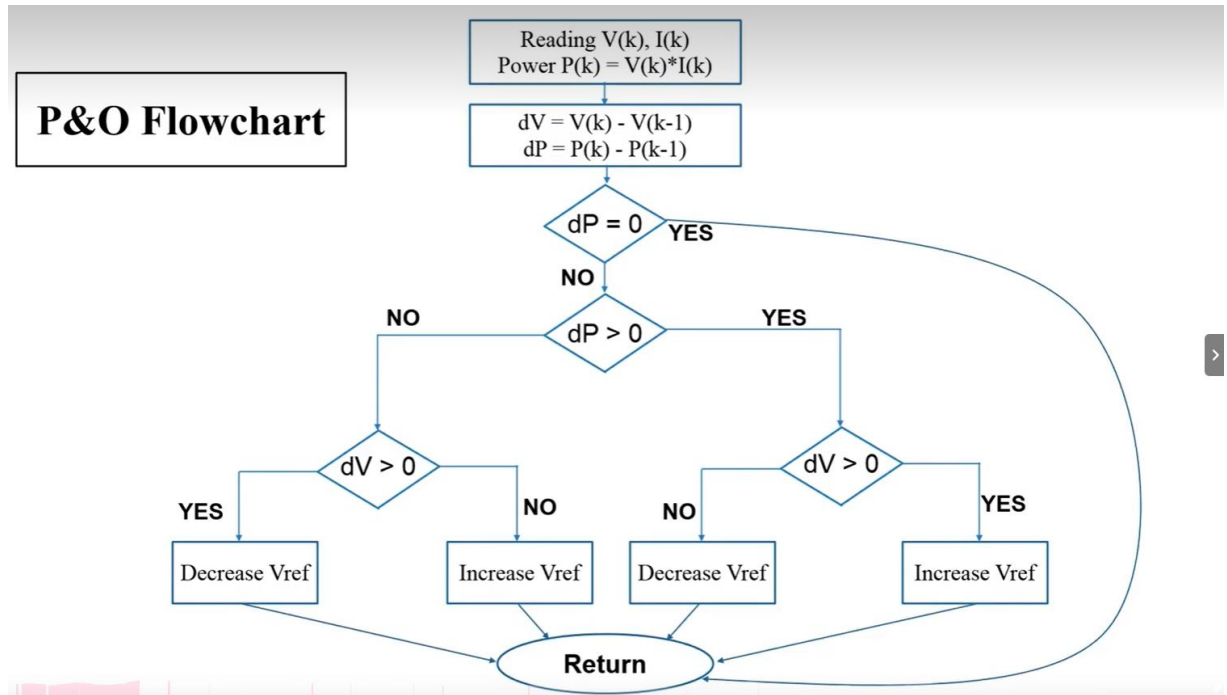 Reading V(k), I(k)
Power P(k) = V(k)*I(k)
P&O Flowchart
dV = V(k) - V(k-1)
dP = P(k) - P(k-1)
dP = 0
YES
NO
dP > 0
NO
YES
dV > 0
YES
NO
dV > 0
NO
YES
Decrease Vref
Increase Vref
Decrease Vref
Increase Vref
Return